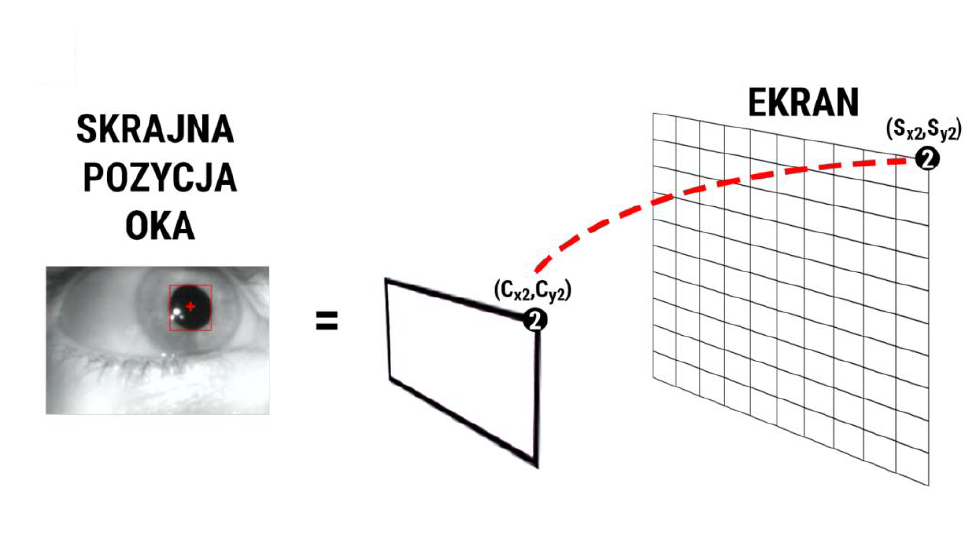 SKRAJNA
POZYCJA
OKA
=
(Cx2,Cy2)
2
EKRAN
(Sx2,Sy2)
2